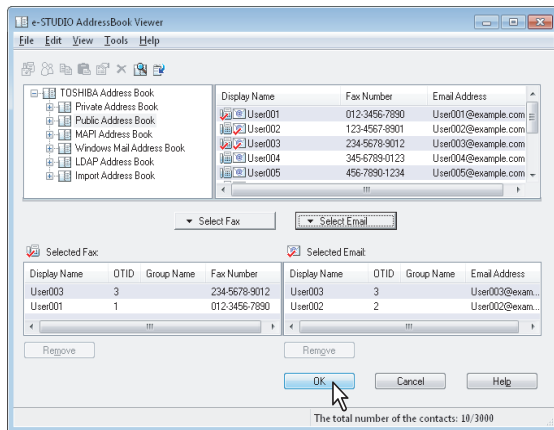 e-STUDIO AddressBook Viewer
File Edit View Tools Help
TOSHIBA Address Book
Private Address Book
Public Address Book
MAPI Address Book
Windows Mail Address Book
LDAP Address Book
Import Address Book
Display Name Fax Number Email Address
User001 012-3456-7890 User001@example.com
User002 123-4567-8901 User002@example.com
User003 234-5678-9012 User003@example.com
User004 345-6789-0123 User004@example.com
User005 456-7890-1234 User005@example.com
Select Fax Select Email
Selected Fax: Selected Email:
Display Name OTID Group Name Fax Number Display Name OTID Group Name Email Address
User003 3 234-5678-9012 User003 3 User003@exam...
User001 1 012-3456-7890 User002 2 User002@exam...
Remove Remove
OK Cancel Help
The total number of the contacts: 10/3000